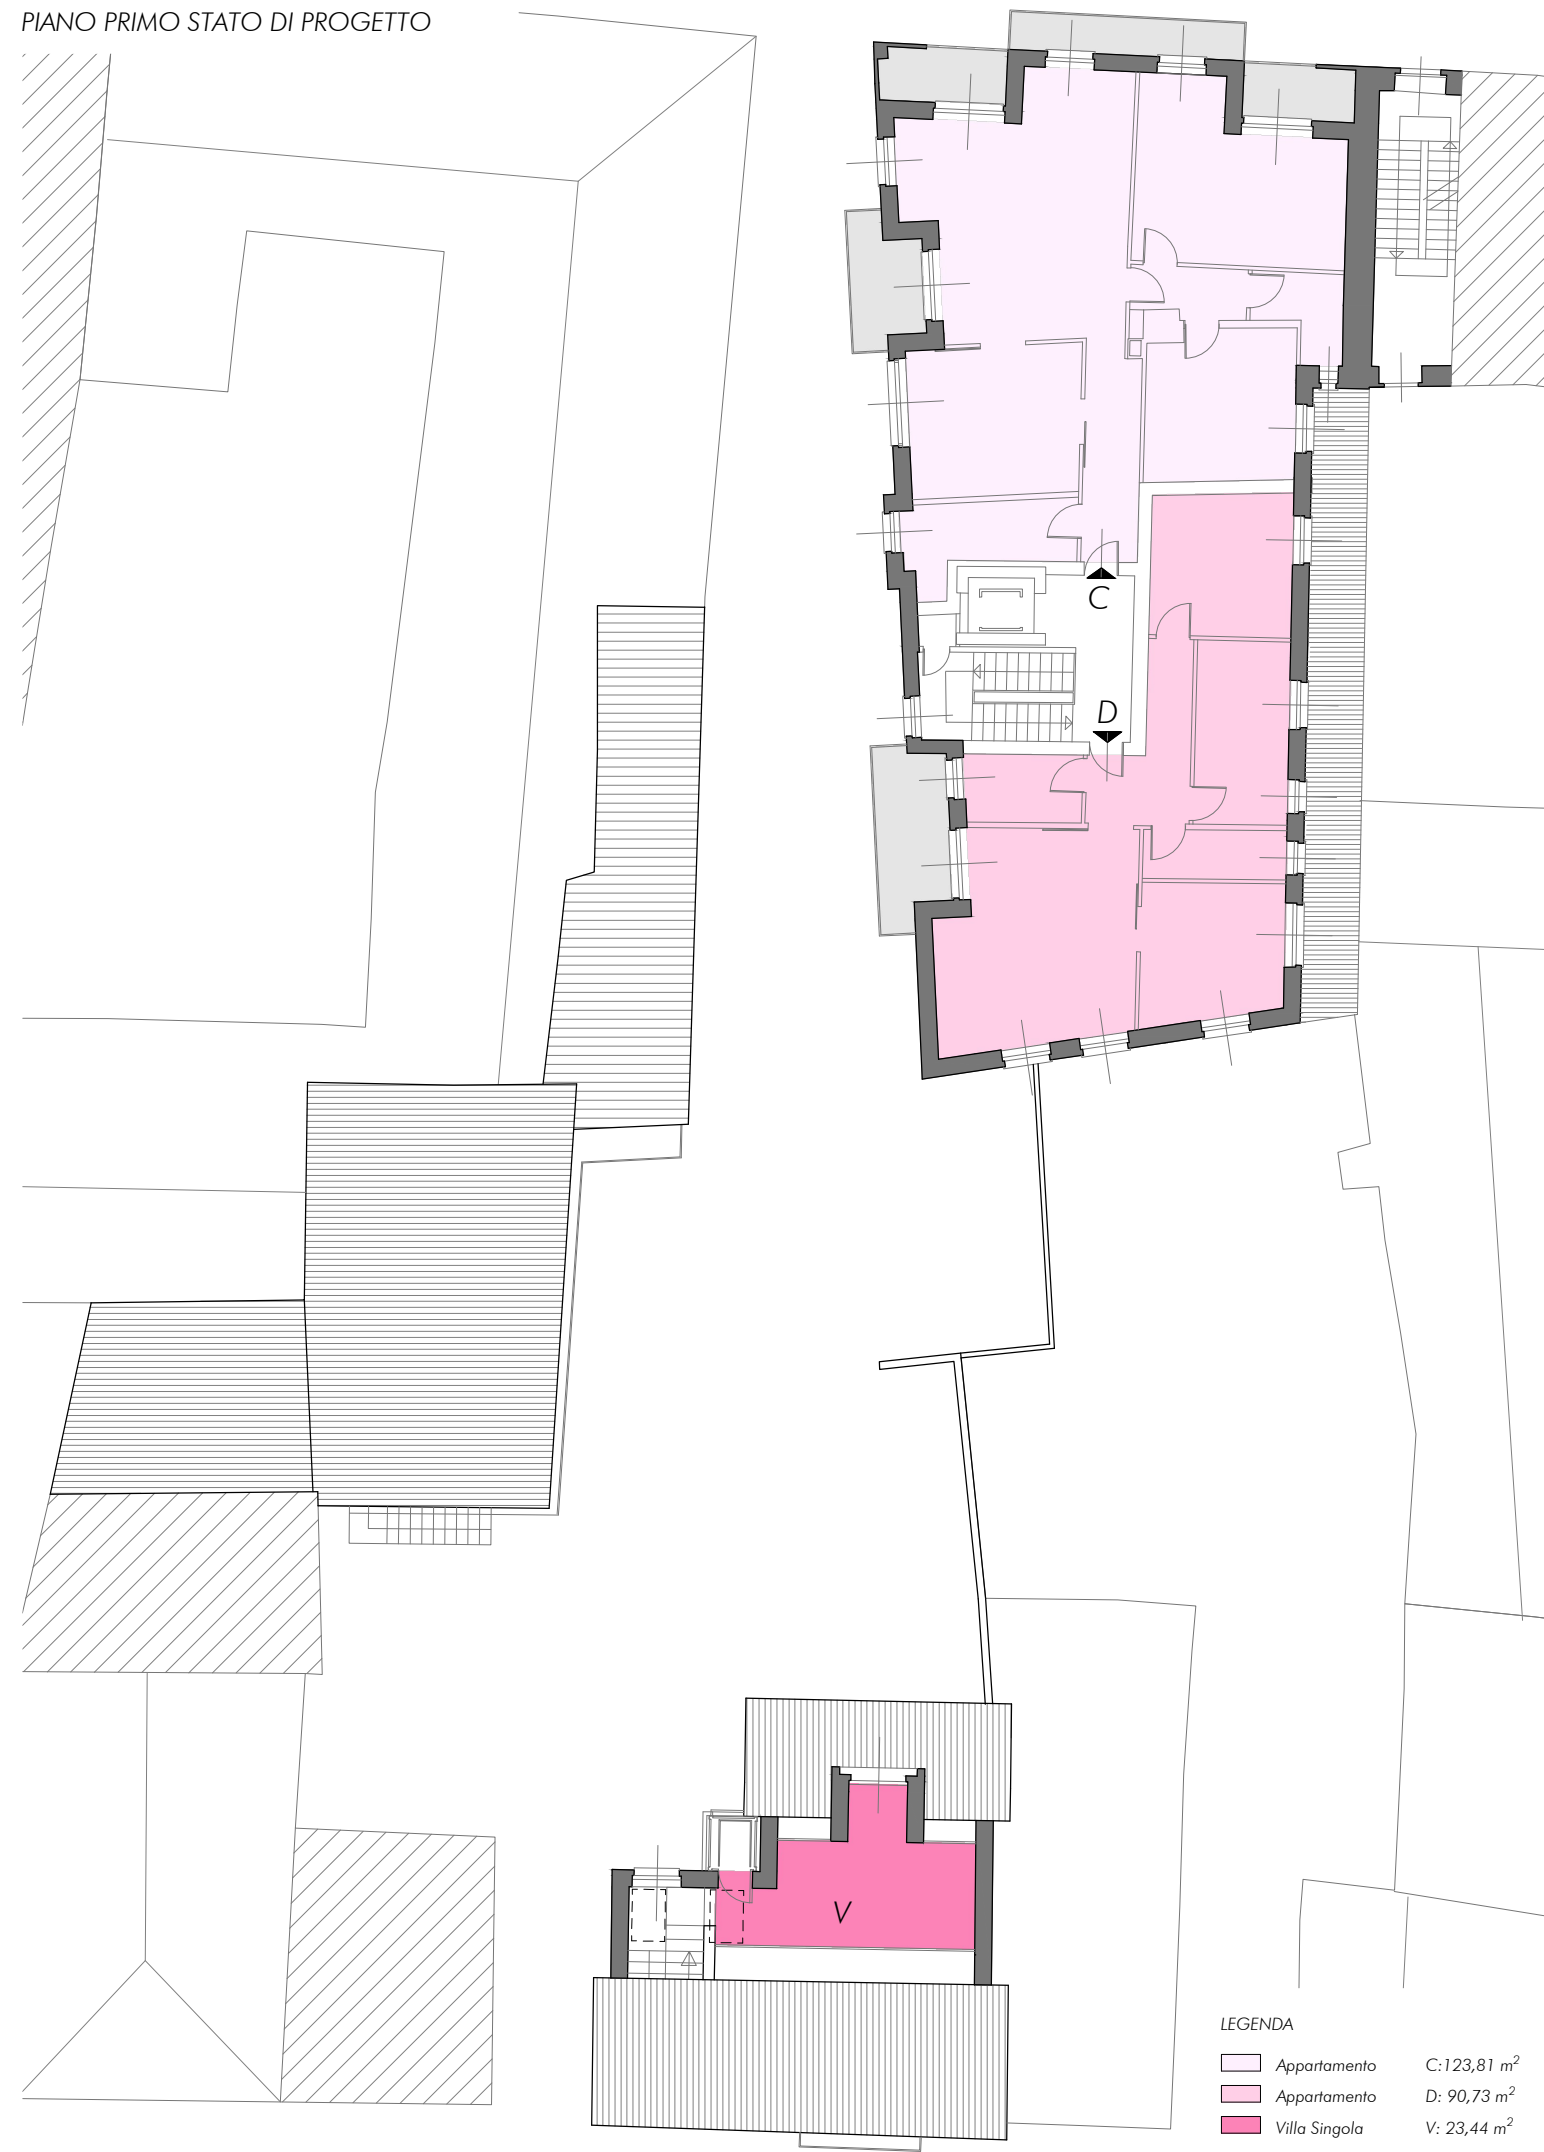 PIANO PRIMO STATO DI PROGETTO
C
D
V
LEGENDA
Appartamento C:123,81 m²
Appartamento D: 90,73 m²
Villa Singola V: 23,44 m²